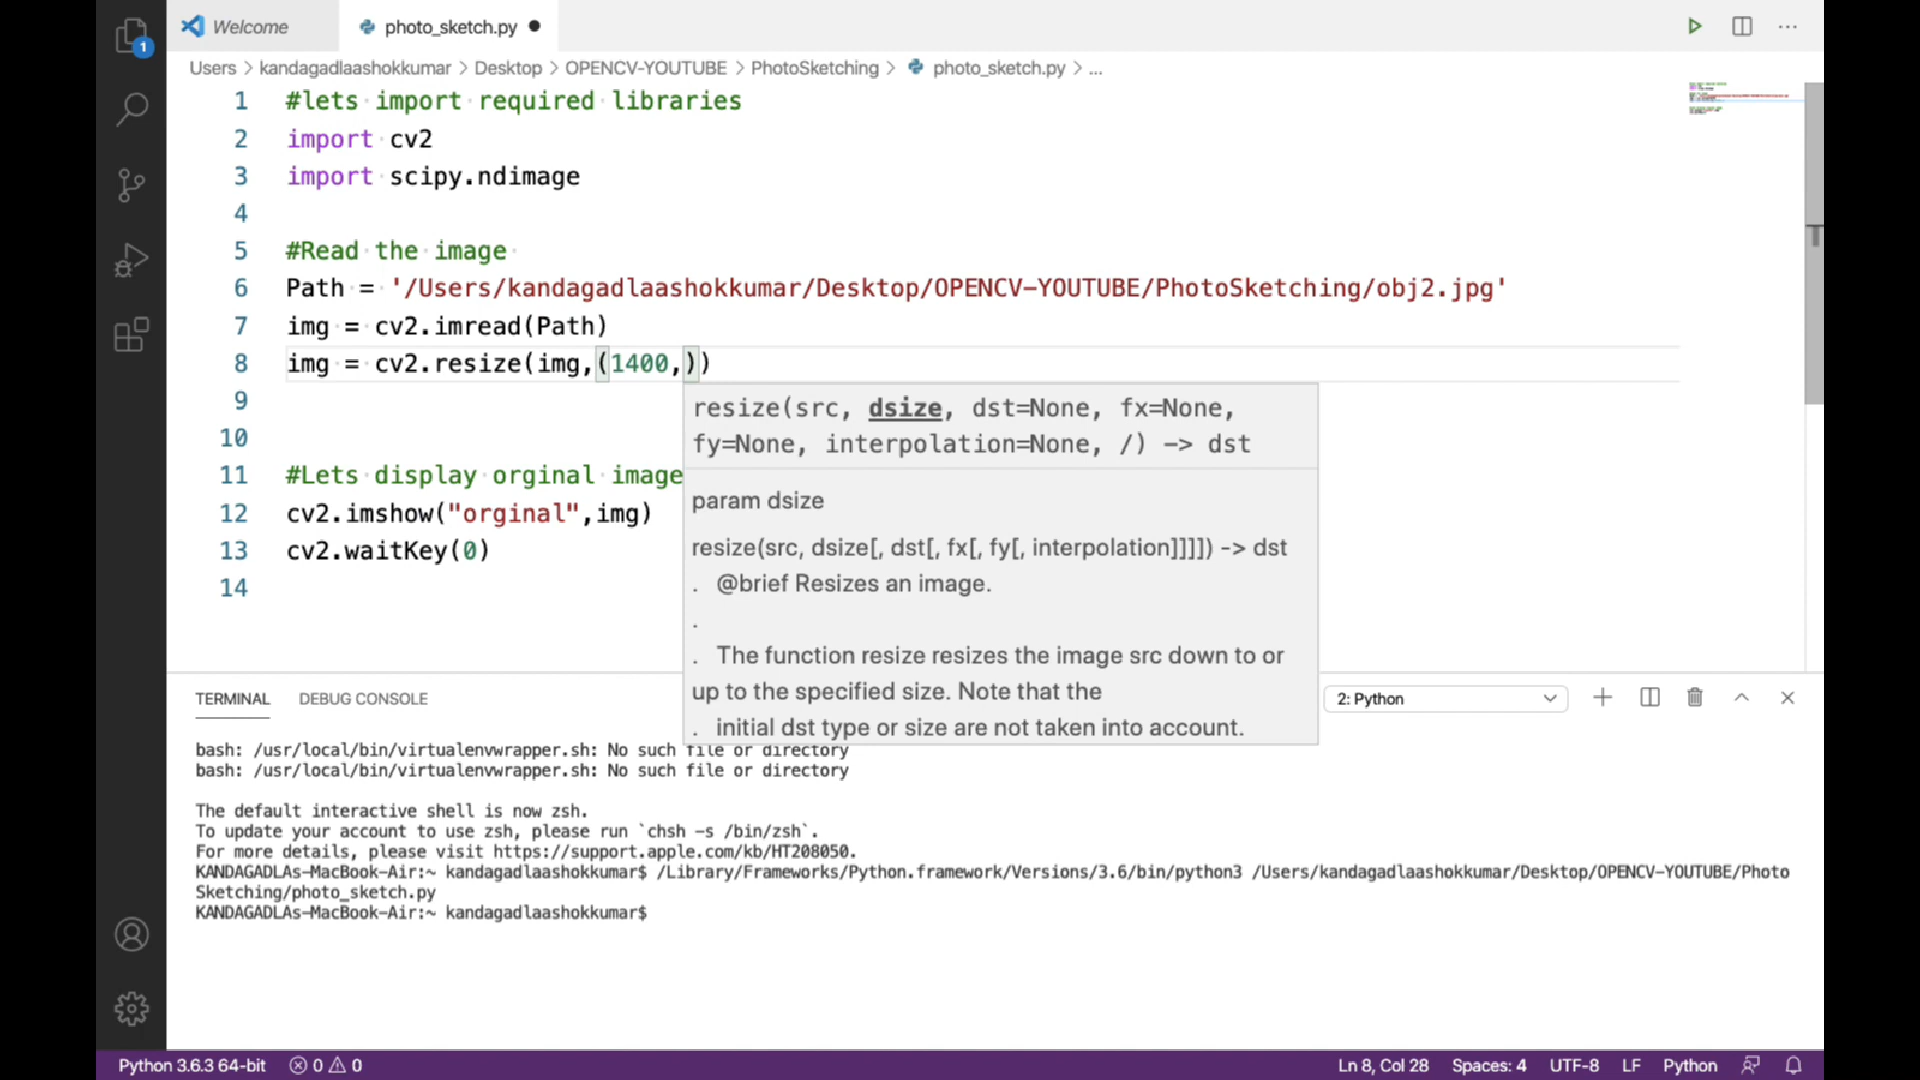 Welcome
photo_sketch.py
1
Users > kandagadlaashokkumar > Desktop > OPENCV-YOUTUBE > PhotoSketching > photo_sketch.py > ...
1 #lets import required libraries
2 import cv2
3 import scipy.ndimage
4
5 #Read the image
6 Path = '/Users/kandagadlaashokkumar/Desktop/OPENCV-YOUTUBE/PhotoSketching/obj2.jpg'
7 img = cv2.imread(Path)
8 img = cv2.resize(img,(1400,))
9
10
11 #Lets display orginal image
12 cv2.imshow("orginal",img)
13 cv2.waitKey(0)
14
resize(src, dsize, dst=None, fx=None,
fy=None, interpolation=None, /) -> dst
param dsize
resize(src, dsize[, dst[, fx[, fy[, interpolation]]]]) -> dst
. @brief Resizes an image.
.
. The function resize resizes the image src down to or
up to the specified size. Note that the
. initial dst type or size are not taken into account.
TERMINAL DEBUG CONSOLE
2: Python
bash: /usr/local/bin/virtualenvwrapper.sh: No such file or directory
bash: /usr/local/bin/virtualenvwrapper.sh: No such file or directory
The default interactive shell is now zsh.
To update your account to use zsh, please run `chsh -s /bin/zsh`.
For more details, please visit https://support.apple.com/kb/HT208050.
KANDAGADLAs-MacBook-Air:~ kandagadlaashokkumar$ /Library/Frameworks/Python.framework/Versions/3.6/bin/python3 /Users/kandagadlaashokkumar/Desktop/OPENCV-YOUTUBE/Photo
Sketching/photo_sketch.py
KANDAGADLAs-MacBook-Air:~ kandagadlaashokkumar$
Python 3.6.3 64-bit 0 0 Ln 8, Col 28 Spaces: 4 UTF-8 LF Python